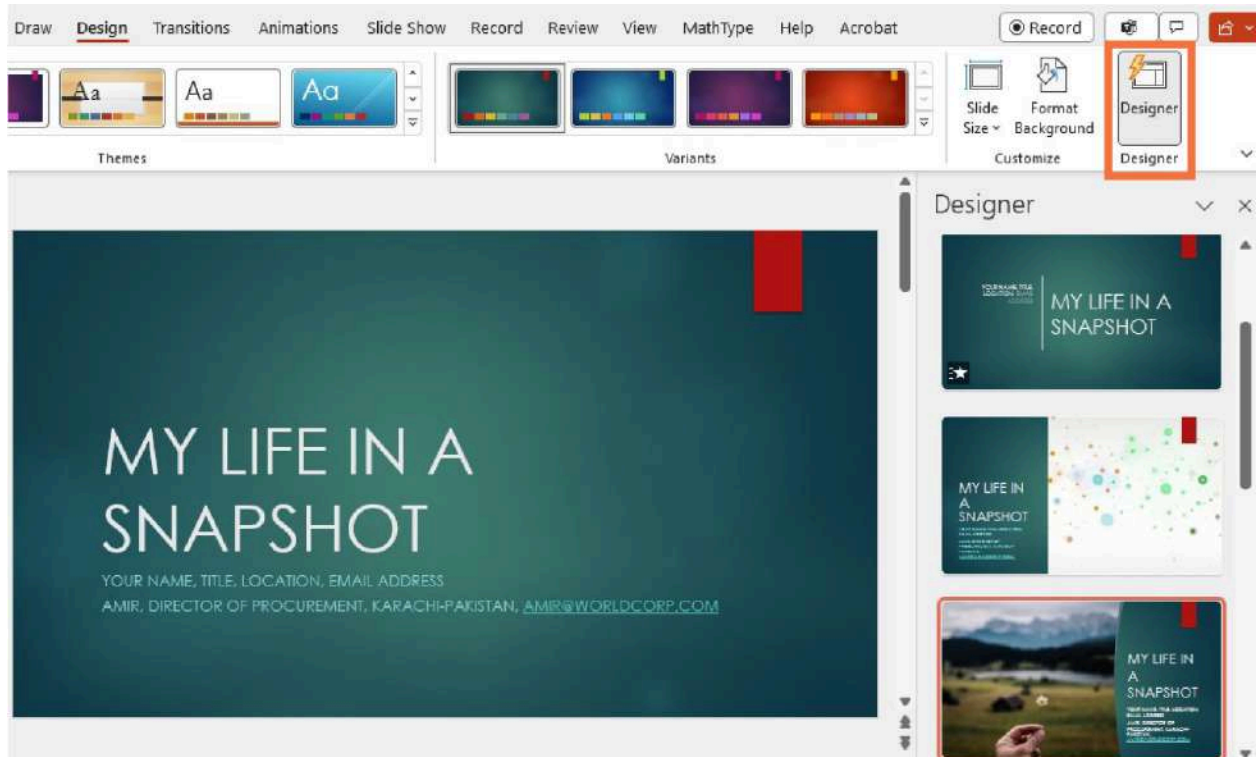 Draw Design Transitions Animations Slide Show Record Review View MathType Help Acrobat Record
Aa Aa Aa
Slide Size Format Background Designer
Themes Variants Customize Designer
Designer
MY LIFE IN A
SNAPSHOT
YOUR NAME, TITLE, LOCATION, EMAIL ADDRESS
AMIR, DIRECTOR OF PROCUREMENT, KARACHI-PAKISTAN, AMIR@WORLDCORP.COM
MY LIFE IN A
SNAPSHOT
MY LIFE IN
A
SNAPSHOT
MY LIFE IN
A
SNAPSHOT